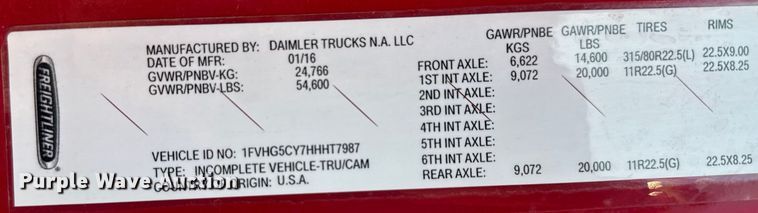 FREIGHTLINER
MANUFACTURED BY: DAIMLER TRUCKS N.A. LLC
DATE OF MFR: 01/16
GVWR/PNBV-KG: 24,766
GVWR/PNBV-LBS: 54,600
VEHICLE ID NO: 1FVHG5CY7HHHT7987
TYPE: INCOMPLETE VEHICLE-TRU/CAM
COUNTRY OF ORIGIN: U.S.A.
GAWR/PNBE KGS GAWR/PNBE LBS TIRES RIMS
FRONT AXLE: 6,622 14,600 315/80R22.5(L) 22.5X9.00
1ST INT AXLE: 9,072 20,000 11R22.5(G) 22.5X8.25
2ND INT AXLE:
3RD INT AXLE:
4TH INT AXLE:
5TH INT AXLE:
6TH INT AXLE:
REAR AXLE: 9,072 20,000 11R22.5(G) 22.5X8.25
Purple Wave Auction